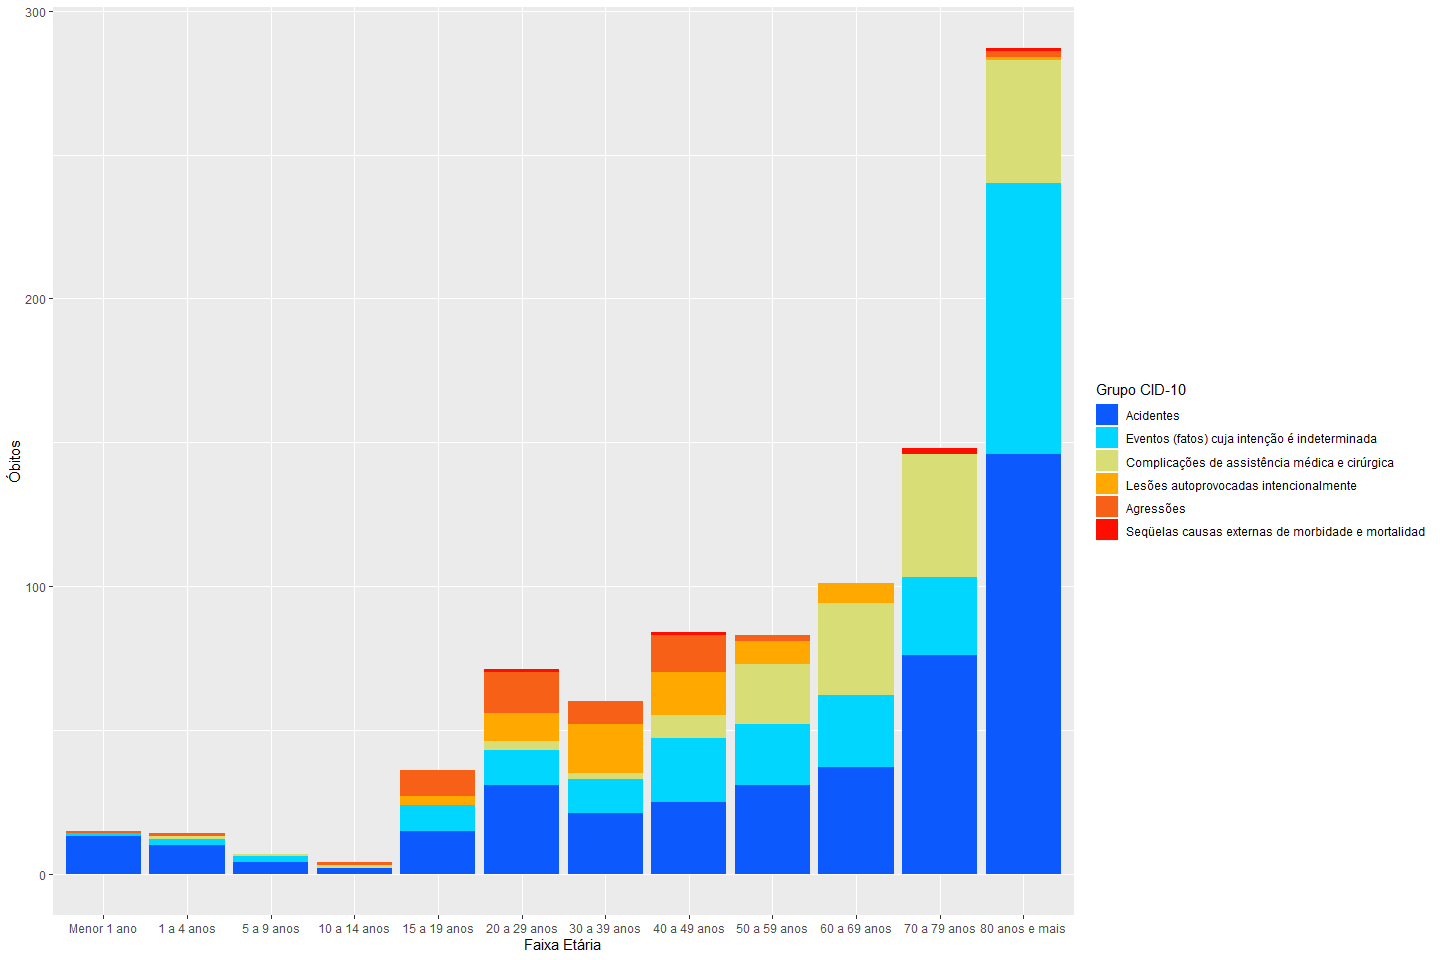 300
200
100
0
Óbitos
Menor 1 ano
1 a 4 anos
5 a 9 anos
10 a 14 anos
15 a 19 anos
20 a 29 anos
30 a 39 anos
40 a 49 anos
50 a 59 anos
60 a 69 anos
70 a 79 anos
80 anos e mais
Faixa Etária
Grupo CID-10
Acidentes
Eventos (fatos) cuja intenção é indeterminada
Complicações de assistência médica e cirúrgica
Lesões autoprovocadas intencionalmente
Agressões
Seqüelas causas externas de morbidade e mortalidad